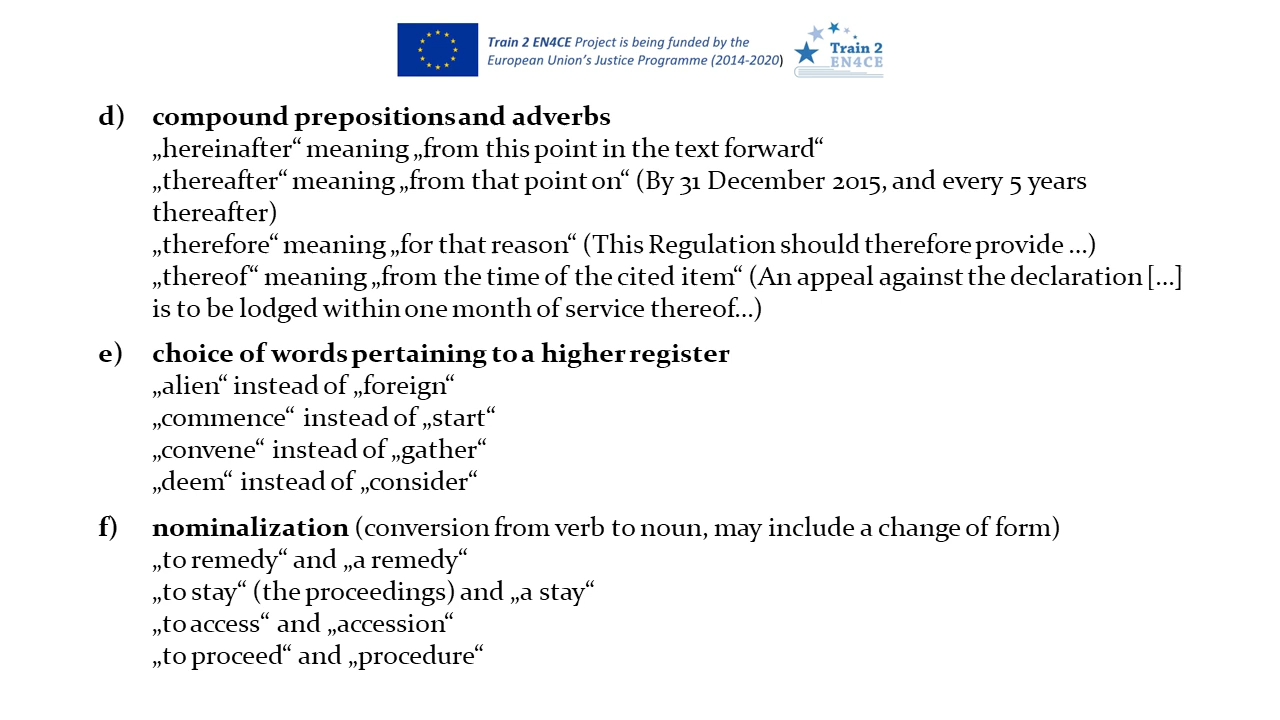 Train 2 EN4CE Project is being funded by the
European Union's Justice Programme (2014-2020)
Train 2
EN4CE
d) compound prepositions and adverbs
„hereinafter“ meaning „from this point in the text forward“
„thereafter“ meaning „from that point on“ (By 31 December 2015, and every 5 years
thereafter)
„therefore“ meaning „for that reason“ (This Regulation should therefore provide ...)
„thereof“ meaning „from the time of the cited item“ (An appeal against the declaration [...]
is to be lodged within one month of service thereof...)
e) choice of words pertaining to a higher register
„alien“ instead of „foreign“
„commence“ instead of „start“
„convene“ instead of „gather“
„deem“ instead of „consider“
f) nominalization (conversion from verb to noun, may include a change of form)
„to remedy“ and „a remedy“
„to stay“ (the proceedings) and „a stay“
„to access“ and „accession“
„to proceed“ and „procedure“